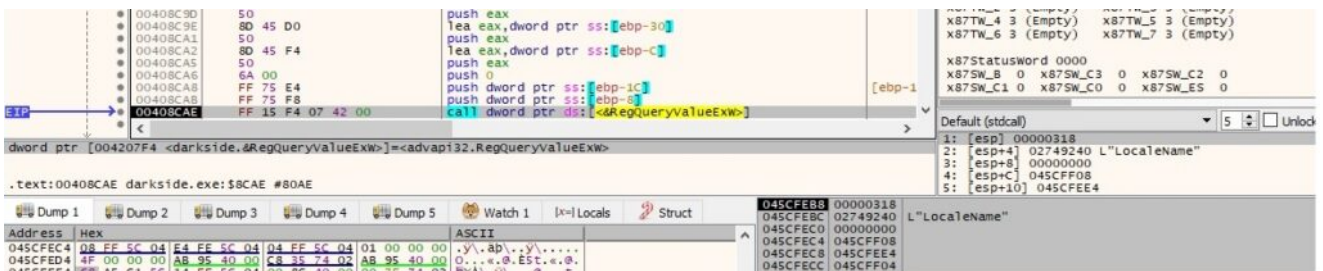 00408C9D 50 push eax
00408C9E 8D 45 D0 lea eax,dword ptr ss:[ebp-30]
00408CA1 50 push eax
00408CA2 8D 45 F4 lea eax,dword ptr ss:[ebp-C]
00408CA5 50 push eax
00408CA6 6A 00 push 0
00408CA8 FF 75 E4 push dword ptr ss:[ebp-1C] [ebp-1
00408CAB FF 75 F8 push dword ptr ss:[ebp-8]
EIP 00408CAE FF 15 F4 07 42 00 call dword ptr ds:[<&RegQueryValueExW>]
x87TW_4 3 (Empty) x87TW_5 3 (Empty)
x87TW_6 3 (Empty) x87TW_7 3 (Empty)
x87StatusWord 0000
x87SW_B 0 x87SW_C3 0 x87SW_C2 0
x87SW_C1 0 x87SW_C0 0 x87SW_ES 0
Default (stdcall) 5 Unlock
1: [esp] 00000318
2: [esp+4] 02749240 L"LocaleName"
3: [esp+8] 00000000
4: [esp+C] 045CFF08
5: [esp+10] 045CFEE4
dword ptr [004207F4 <darkside.&RegQueryValueExW>]=<advapi32.RegQueryValueExW>
.text:00408CAE darkside.exe:$8CAE #80AE
Dump 1 Dump 2 Dump 3 Dump 4 Dump 5 Watch 1 [x=] Locals Struct
Address Hex ASCII
045CFEC4 08 FF 5C 04 E4 FE 5C 04 04 FF 5C 04 01 00 00 00 .ÿ\.äþ\..ÿ\.....
045CFED4 4F 00 00 00 AB 95 40 00 C8 35 74 02 AB 95 40 00 O...«.@.È5t.«.@.
045CFEB8 00000318
045CFEBC 02749240 L"LocaleName"
045CFEC0 00000000
045CFEC4 045CFF08
045CFEC8 045CFEE4
045CFECC 045CFF04